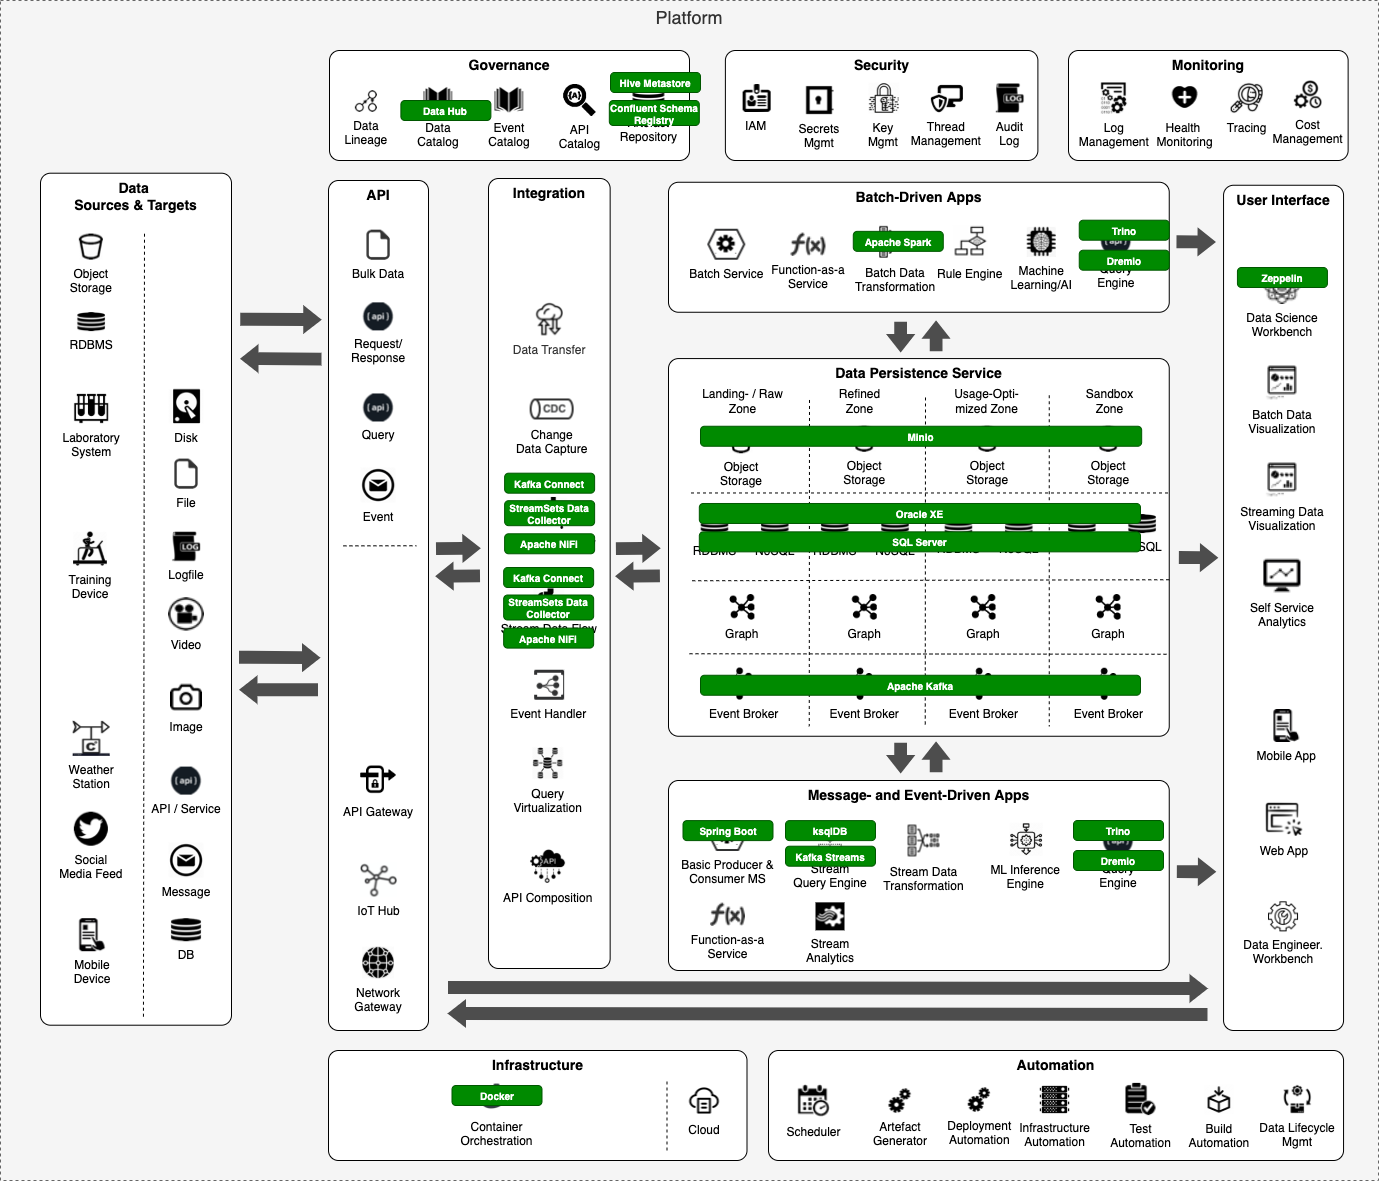 Platform
Governance
Data
Lineage
Data Hub
Data
Catalog
Event
Catalog
API
Catalog
Hive Metastore
Confluent Schema
Registry
Repository
Security
IAM
Secrets
Mgmt
Key
Mgmt
Thread
Management
LOG
Audit
Log
Monitoring
Log
Management
Health
Monitoring
Tracing
Cost
Management
Data
Sources & Targets
Object
Storage
RDBMS
Laboratory
System
Training
Device
Weather
Station
Social
Media Feed
Mobile
Device
Disk
File
LOG
Logfile
Video
Image
(api)
API / Service
Message
DB
API
Bulk Data
(api)
Request/
Response
(api)
Query
Event
API Gateway
IoT Hub
Network
Gateway
Integration
Data Transfer
CDC
Change
Data Capture
Kafka Connect
StreamSets Data
Collector
Apache NiFi
Kafka Connect
StreamSets Data
Collector
Stream Data Flow
Apache NiFi
Event Handler
Query
Virtualization
API
API Composition
Batch-Driven Apps
Batch Service
f(x)
Function-as-a
Service
Apache Spark
Batch Data
Transformation
Rule Engine
Machine
Learning/AI
Trino
(api)
Dremio
Query
Engine
Data Persistence Service
Landing- / Raw
Zone
Refined
Zone
Usage-Opti-
mized Zone
Sandbox
Zone
Minio
Object
Storage
Object
Storage
Object
Storage
Object
Storage
Oracle XE
SQL Server
RDBMS
NoSQL
RDBMS
NoSQL
RDBMS
NoSQL
SQL
Graph
Graph
Graph
Graph
Apache Kafka
Event Broker
Event Broker
Event Broker
Event Broker
Message- and Event-Driven Apps
Spring Boot
Basic Producer &
Consumer MS
ksqlDB
Kafka Streams
Stream
Query Engine
Stream Data
Transformation
ML Inference
Engine
Trino
(api)
Dremio
Query
Engine
f(x)
Function-as-a
Service
Stream
Analytics
User Interface
Zeppelin
Data Science
Workbench
Batch Data
Visualization
Streaming Data
Visualization
Self Service
Analytics
Mobile App
Web App
Data Engineer.
Workbench
Infrastructure
Docker
Container
Orchestration
Cloud
Automation
Scheduler
Artefact
Generator
Deployment
Automation
Infrastructure
Automation
Test
Automation
Build
Automation
Data Lifecycle
Mgmt